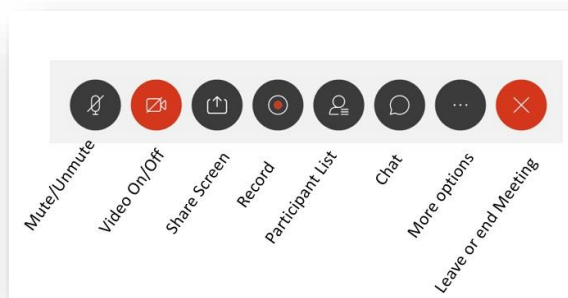 Mute/Unmute
Video On/Off
Share Screen
Record
Participant List
Chat
More options
Leave or end Meeting